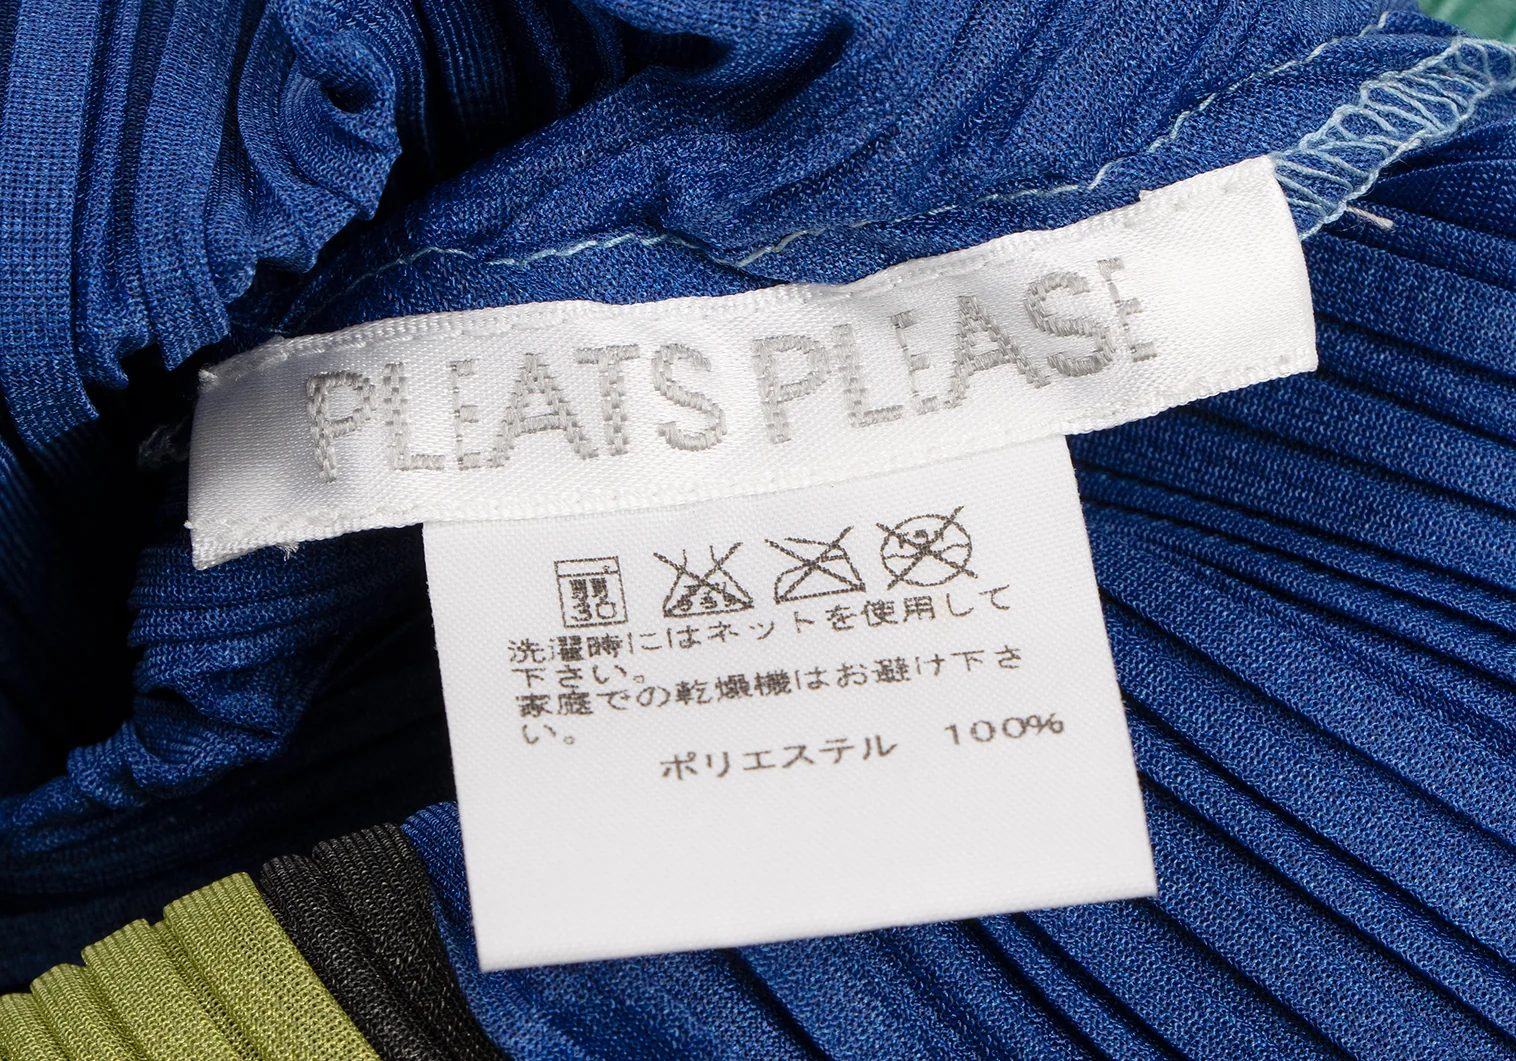 PLEATS PLEASE
30
洗濯時にはネットを使用して
下さい。
家庭での乾燥機はお避け下さ
い。
ポリエステル 100%